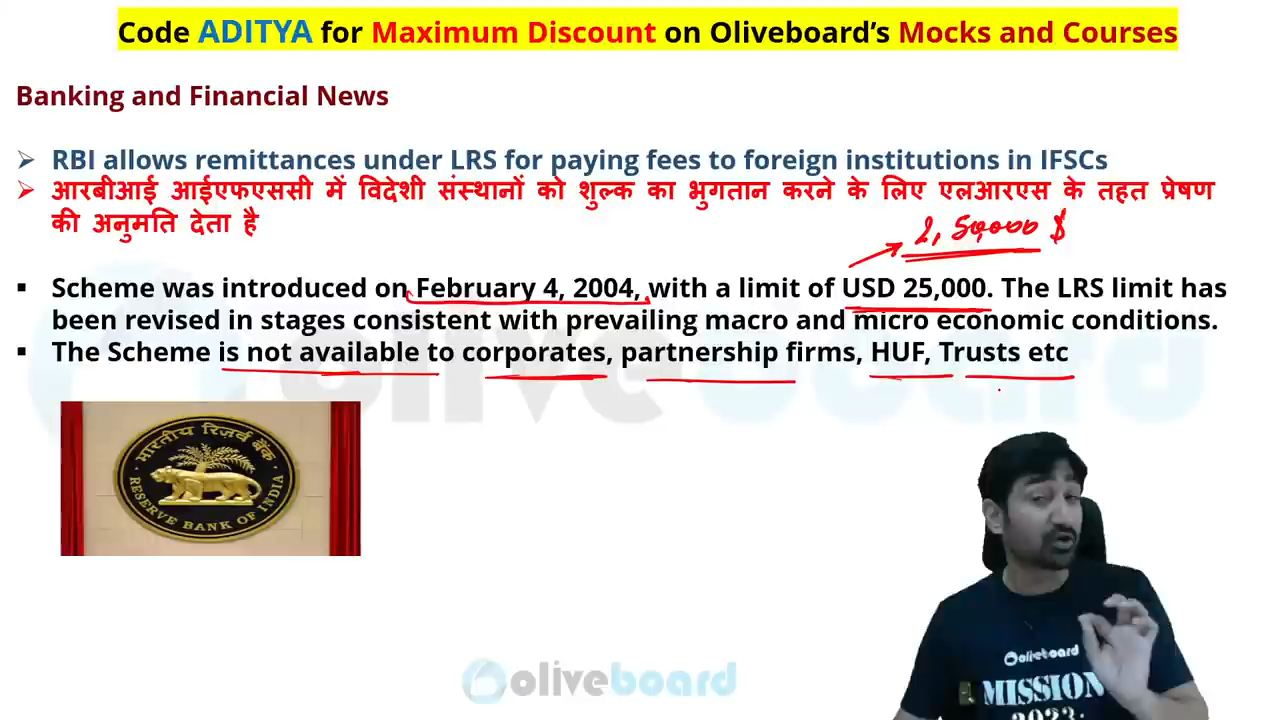 Code ADITYA for Maximum Discount on Oliveboard's Mocks and Courses
Banking and Financial News
➢ RBI allows remittances under LRS for paying fees to foreign institutions in IFSCs
➢ आरबीआई आईएफएससी में विदेशी संस्थानों को शुल्क का भुगतान करने के लिए एलआरएस के तहत प्रेषण
की अनुमति देता है
2,50,000 $
▪ Scheme was introduced on February 4, 2004, with a limit of USD 25,000. The LRS limit has
been revised in stages consistent with prevailing macro and micro economic conditions.
▪ The Scheme is not available to corporates, partnership firms, HUF, Trusts etc
oliveboard
भारतीय रिज़र्व बैंक
RESERVE BANK OF INDIA
oliveboard
MISSION
2023
oliveboard